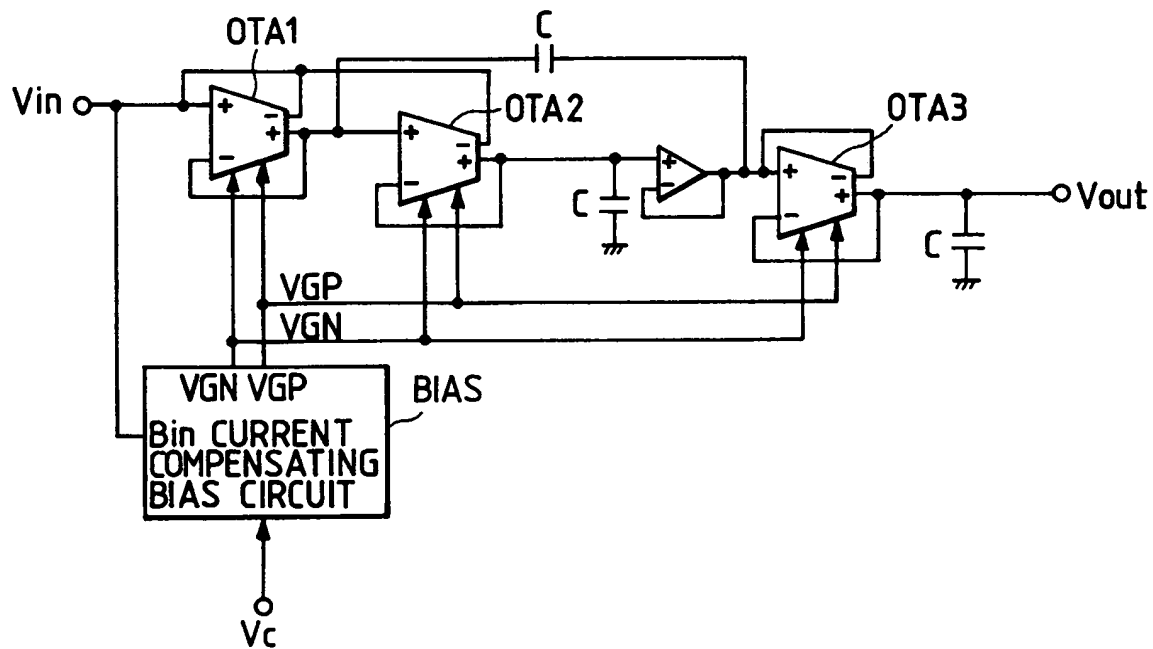 C
OTA1
Vin
OTA2
OTA3
+
-
+
-
+
-
+
-
+
-
C
+
-
+
-
+
-
Vout
C
VGP
VGN
VGN VGP
BIAS
Bin CURRENT
COMPENSATING
BIAS CIRCUIT
Vc